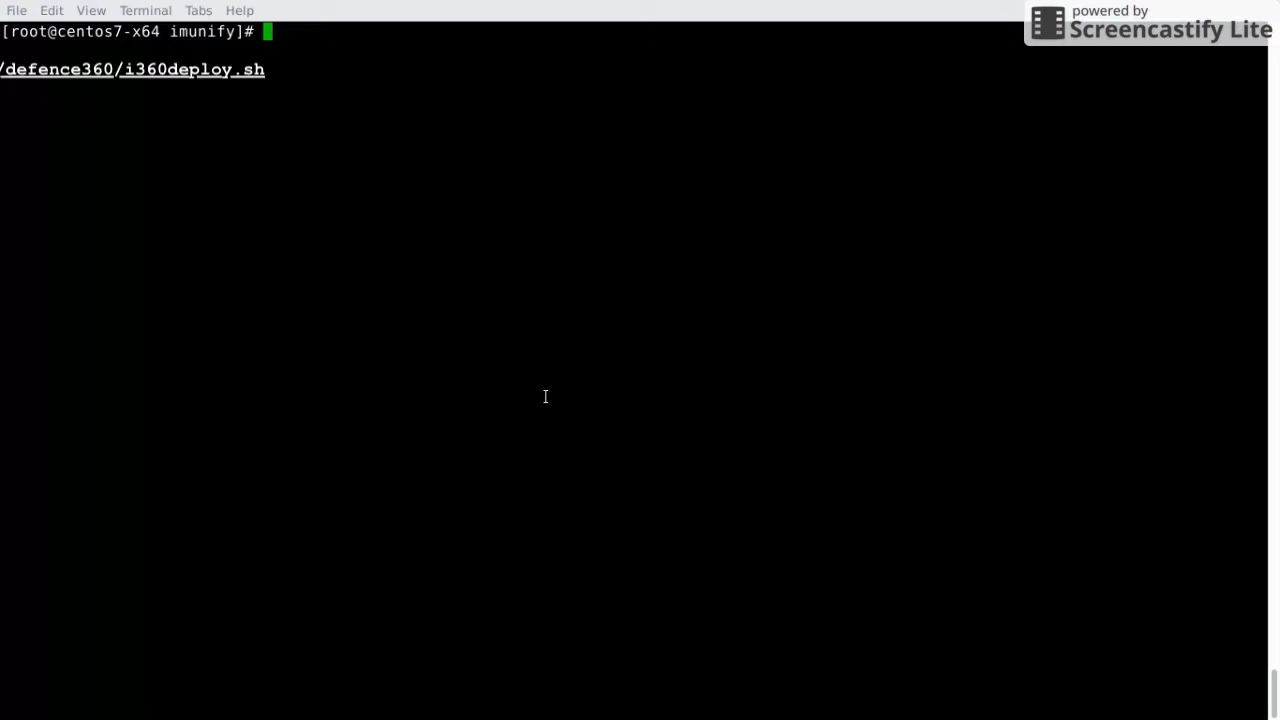 File Edit View Terminal Tabs Help
powered by
Screencastify Lite
[root@centos7-x64 imunify]#
/defence360/i360deploy.sh